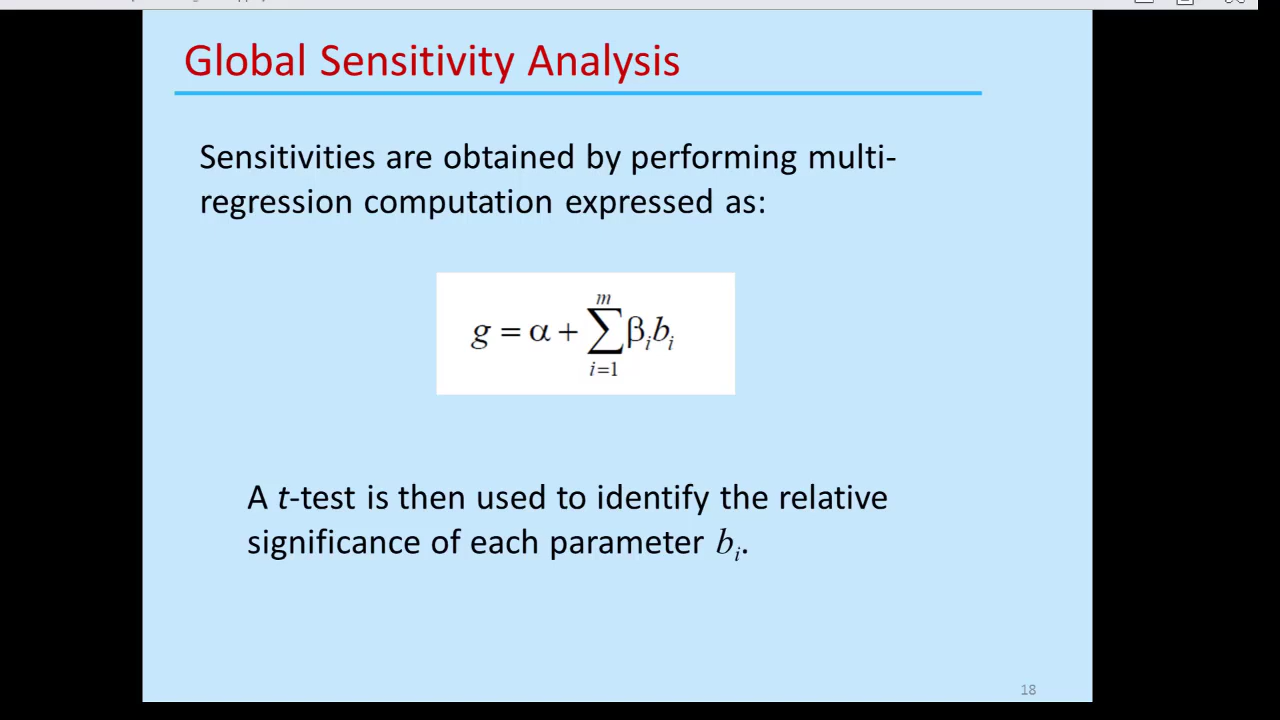 Global Sensitivity Analysis
Sensitivities are obtained by performing multi-
regression computation expressed as:
g = α + ∑_{i=1}^{m} β_i b_i
A t-test is then used to identify the relative
significance of each parameter b_i.
18